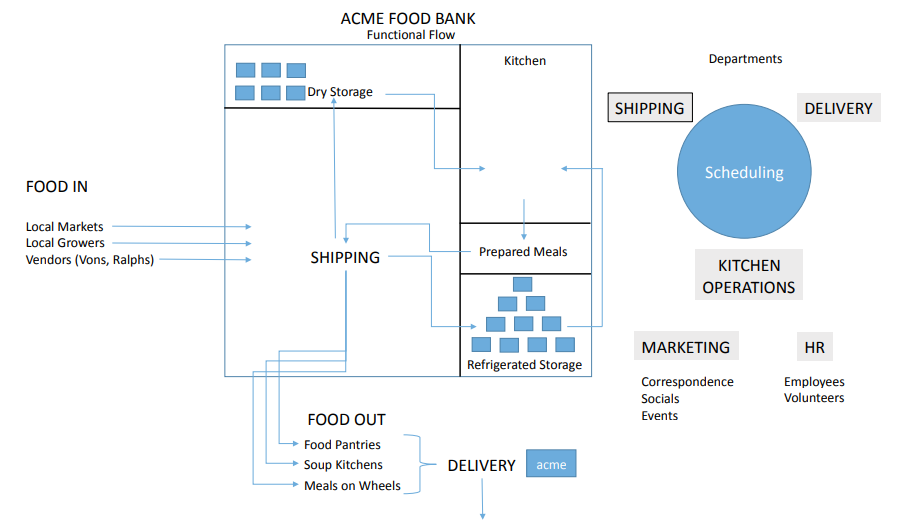 ACME FOOD BANK
Functional Flow
Kitchen
Departments
Dry Storage
SHIPPING
DELIVERY
Scheduling
FOOD IN
Local Markets
Local Growers
Vendors (Vons, Ralphs)
SHIPPING
Prepared Meals
KITCHEN
OPERATIONS
Refrigerated Storage
MARKETING
HR
Correspondence
Socials
Events
Employees
Volunteers
FOOD OUT
Food Pantries
Soup Kitchens
Meals on Wheels
DELIVERY
acme